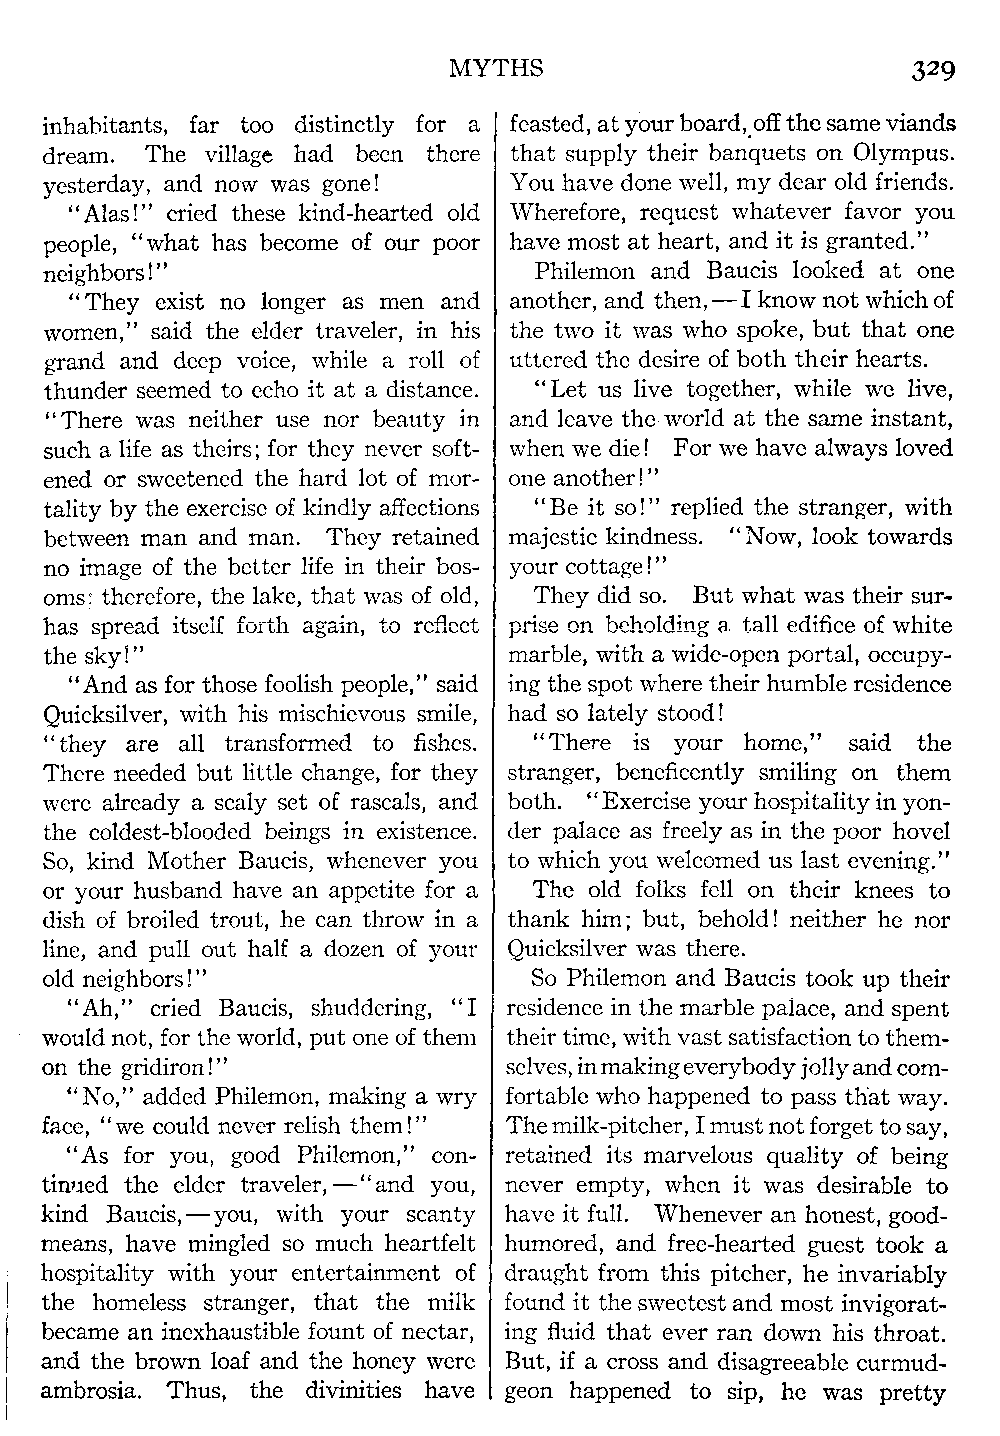 MYTHS 329
inhabitants, far too distinctly for a
dream. The village had been there
yesterday, and now was gone!
"Alas!" cried these kind-hearted old
people, "what has become of our poor
neighbors!"
"They exist no longer as men and
women," said the elder traveler, in his
grand and deep voice, while a roll of
thunder seemed to echo it at a distance.
"There was neither use nor beauty in
such a life as theirs; for they never soft-
ened or sweetened the hard lot of mor-
tality by the exercise of kindly affections
between man and man. They retained
no image of the better life in their bos-
oms; therefore, the lake, that was of old,
has spread itself forth again, to reflect
the sky!"
"And as for those foolish people," said
Quicksilver, with his mischievous smile,
"they are all transformed to fishes.
There needed but little change, for they
were already a scaly set of rascals, and
the coldest-blooded beings in existence.
So, kind Mother Baucis, whenever you
or your husband have an appetite for a
dish of broiled trout, he can throw in a
line, and pull out half a dozen of your
old neighbors!"
"Ah," cried Baucis, shuddering, "I
would not, for the world, put one of them
on the gridiron!"
"No," added Philemon, making a wry
face, "we could never relish them!"
"As for you, good Philemon," con-
tinued the elder traveler,—"and you,
kind Baucis,—you, with your scanty
means, have mingled so much heartfelt
hospitality with your entertainment of
the homeless stranger, that the milk
became an inexhaustible fount of nectar,
and the brown loaf and the honey were
ambrosia. Thus, the divinities have
feasted, at your board, off the same viands
that supply their banquets on Olympus.
You have done well, my dear old friends.
Wherefore, request whatever favor you
have most at heart, and it is granted."
Philemon and Baucis looked at one
another, and then,—I know not which of
the two it was who spoke, but that one
uttered the desire of both their hearts.
"Let us live together, while we live,
and leave the world at the same instant,
when we die! For we have always loved
one another!"
"Be it so!" replied the stranger, with
majestic kindness. "Now, look towards
your cottage!"
They did so. But what was their sur-
prise on beholding a tall edifice of white
marble, with a wide-open portal, occupy-
ing the spot where their humble residence
had so lately stood!
"There is your home," said the
stranger, beneficently smiling on them
both. "Exercise your hospitality in yon-
der palace as freely as in the poor hovel
to which you welcomed us last evening."
The old folks fell on their knees to
thank him; but, behold! neither he nor
Quicksilver was there.
So Philemon and Baucis took up their
residence in the marble palace, and spent
their time, with vast satisfaction to them-
selves, in making everybody jolly and com-
fortable who happened to pass that way.
The milk-pitcher, I must not forget to say,
retained its marvelous quality of being
never empty, when it was desirable to
have it full. Whenever an honest, good-
humored, and free-hearted guest took a
draught from this pitcher, he invariably
found it the sweetest and most invigorat-
ing fluid that ever ran down his throat.
But, if a cross and disagreeable curmud-
geon happened to sip, he was pretty